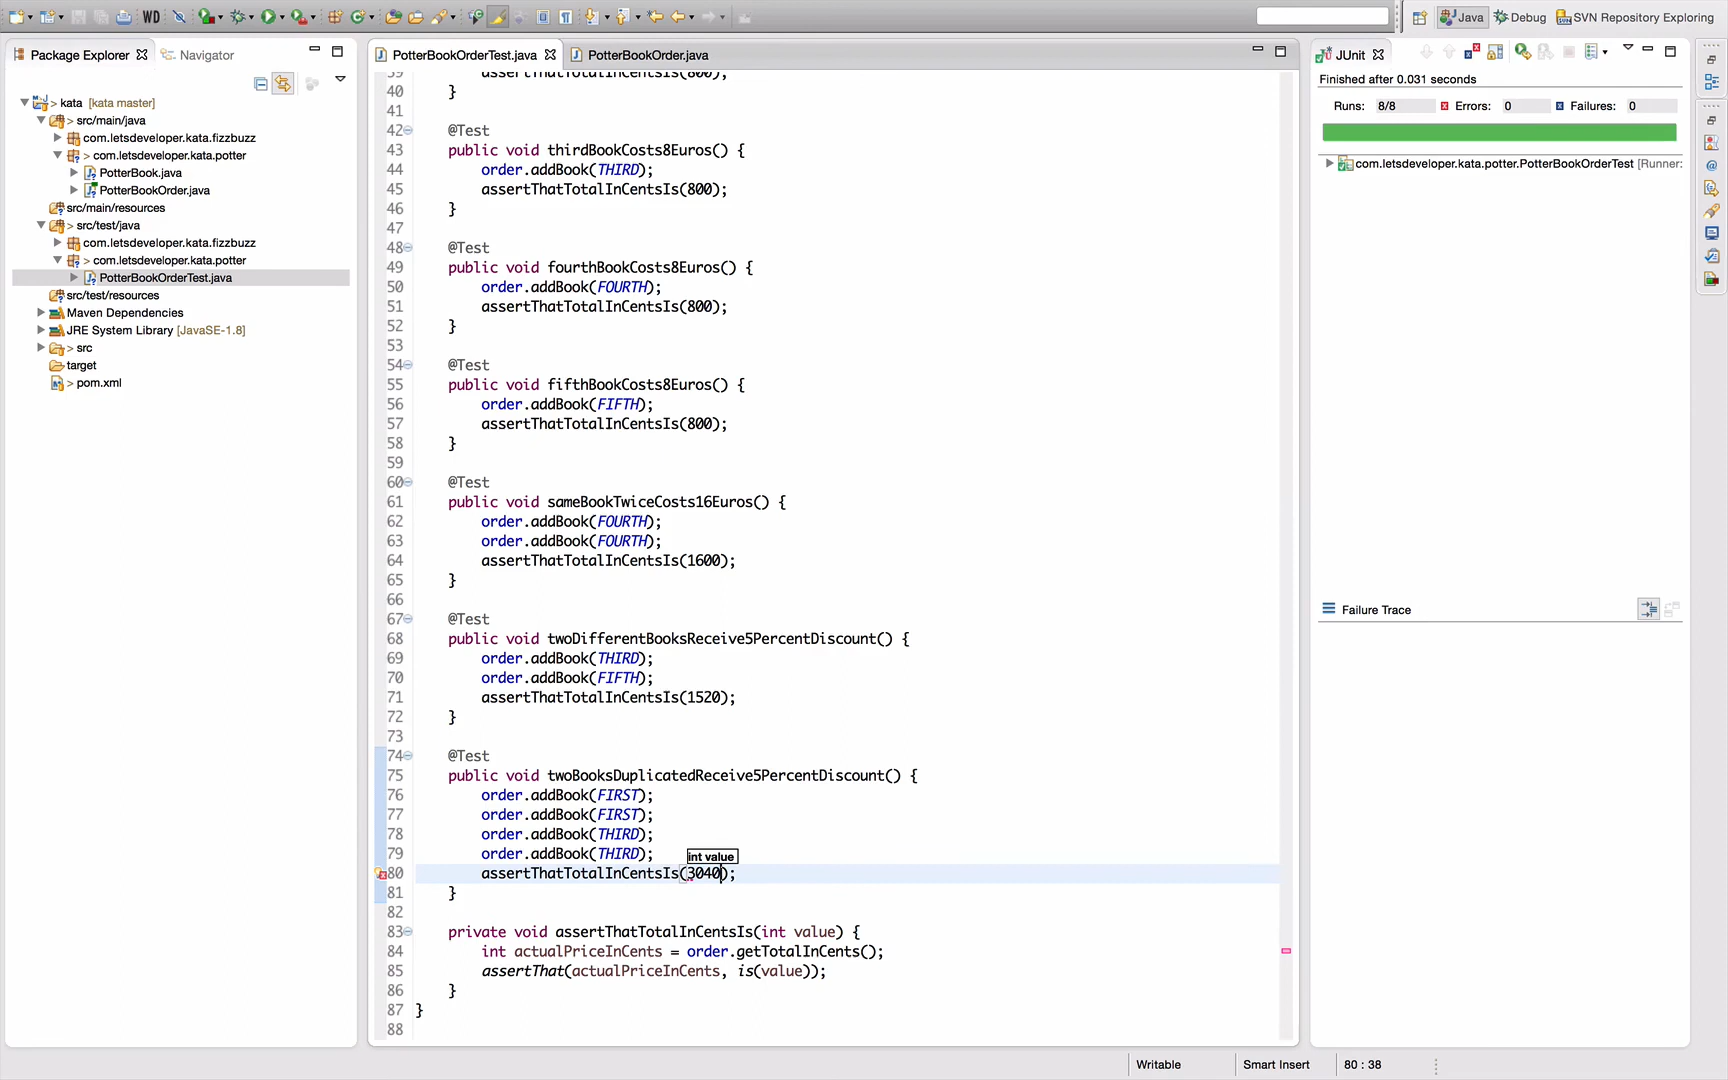 WD
Java
Debug
SVN Repository Exploring
Package Explorer
Navigator
> kata [kata master]
> src/main/java
com.letsdeveloper.kata.fizzbuzz
> com.letsdeveloper.kata.potter
PotterBook.java
PotterBookOrder.java
src/main/resources
> src/test/java
com.letsdeveloper.kata.fizzbuzz
> com.letsdeveloper.kata.potter
PotterBookOrderTest.java
src/test/resources
Maven Dependencies
JRE System Library [JavaSE-1.8]
> src
target
> pom.xml
PotterBookOrderTest.java
PotterBookOrder.java
39 assertThatTotalInCentsIs(800);
40 }
41
42 @Test
43 public void thirdBookCosts8Euros() {
44 order.addBook(THIRD);
45 assertThatTotalInCentsIs(800);
46 }
47
48 @Test
49 public void fourthBookCosts8Euros() {
50 order.addBook(FOURTH);
51 assertThatTotalInCentsIs(800);
52 }
53
54 @Test
55 public void fifthBookCosts8Euros() {
56 order.addBook(FIFTH);
57 assertThatTotalInCentsIs(800);
58 }
59
60 @Test
61 public void sameBookTwiceCosts16Euros() {
62 order.addBook(FOURTH);
63 order.addBook(FOURTH);
64 assertThatTotalInCentsIs(1600);
65 }
66
67 @Test
68 public void twoDifferentBooksReceive5PercentDiscount() {
69 order.addBook(THIRD);
70 order.addBook(FIFTH);
71 assertThatTotalInCentsIs(1520);
72 }
73
74 @Test
75 public void twoBooksDuplicatedReceive5PercentDiscount() {
76 order.addBook(FIRST);
77 order.addBook(FIRST);
78 order.addBook(THIRD);
79 order.addBook(THIRD);
int value
80 assertThatTotalInCentsIs(3040);
81 }
82
83 private void assertThatTotalInCentsIs(int value) {
84 int actualPriceInCents = order.getTotalInCents();
85 assertThat(actualPriceInCents, is(value));
86 }
87 }
88
JUnit
Finished after 0.031 seconds
Runs: 8/8 Errors: 0 Failures: 0
com.letsdeveloper.kata.potter.PotterBookOrderTest [Runner:
Failure Trace
Writable
Smart Insert
80 : 38